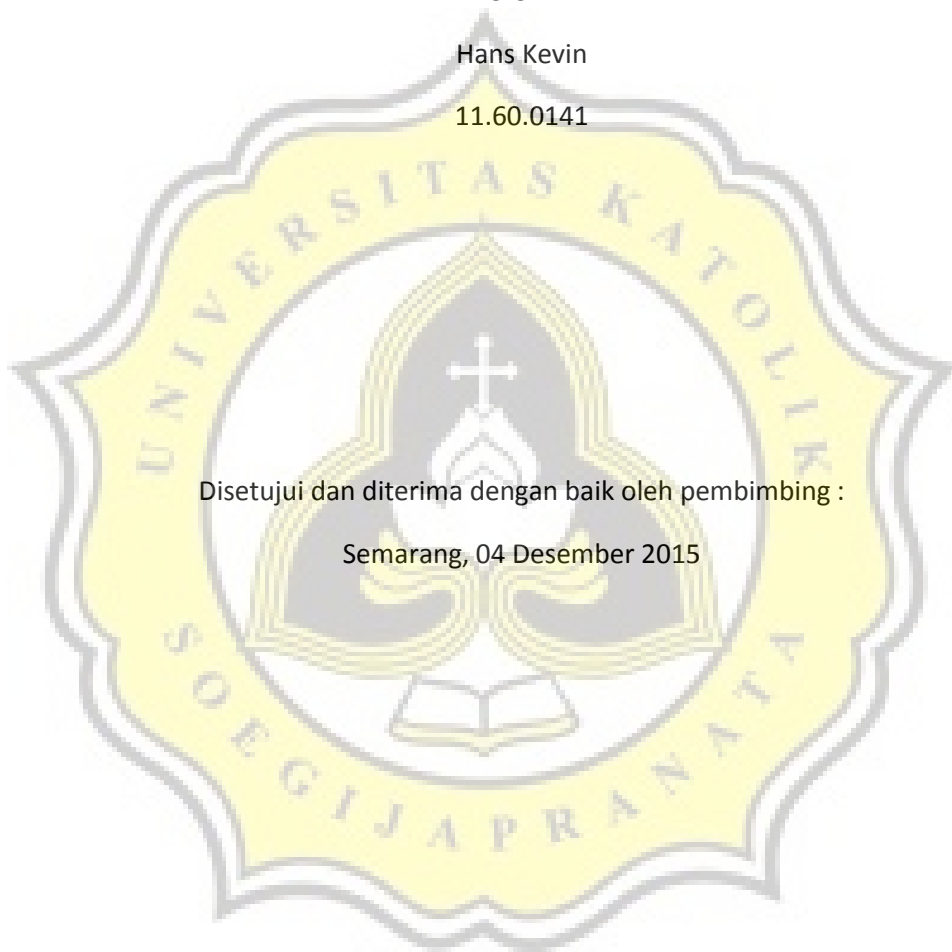 Hans Kevin
11.60.0141
UNIVERSITAS KATOLIK
Disetujui dan diterima dengan baik oleh pembimbing :
Semarang, 04 Desember 2015
SOEGIJAPRANATA